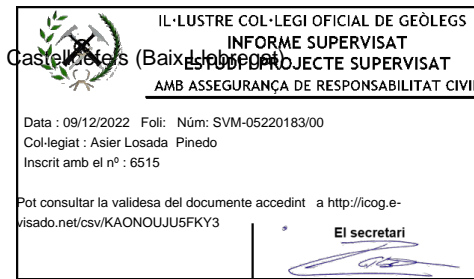 IL·LUSTRE COL·LEGI OFICIAL DE GEÒLEGS
INFORME SUPERVISAT
Castelldefels (Baix Llobregat)
ESTUDI I PROJECTE SUPERVISAT
AMB ASSEGURANÇA DE RESPONSABILITAT CIVI
Data : 09/12/2022 Foli: Núm: SVM-05220183/00
Col·legiat : Asier Losada Pinedo
Inscrit amb el nº : 6515
Pot consultar la validesa del documente accedint a http://icog.e-
visado.net/csv/KAONOUJU5FKY3
El secretari